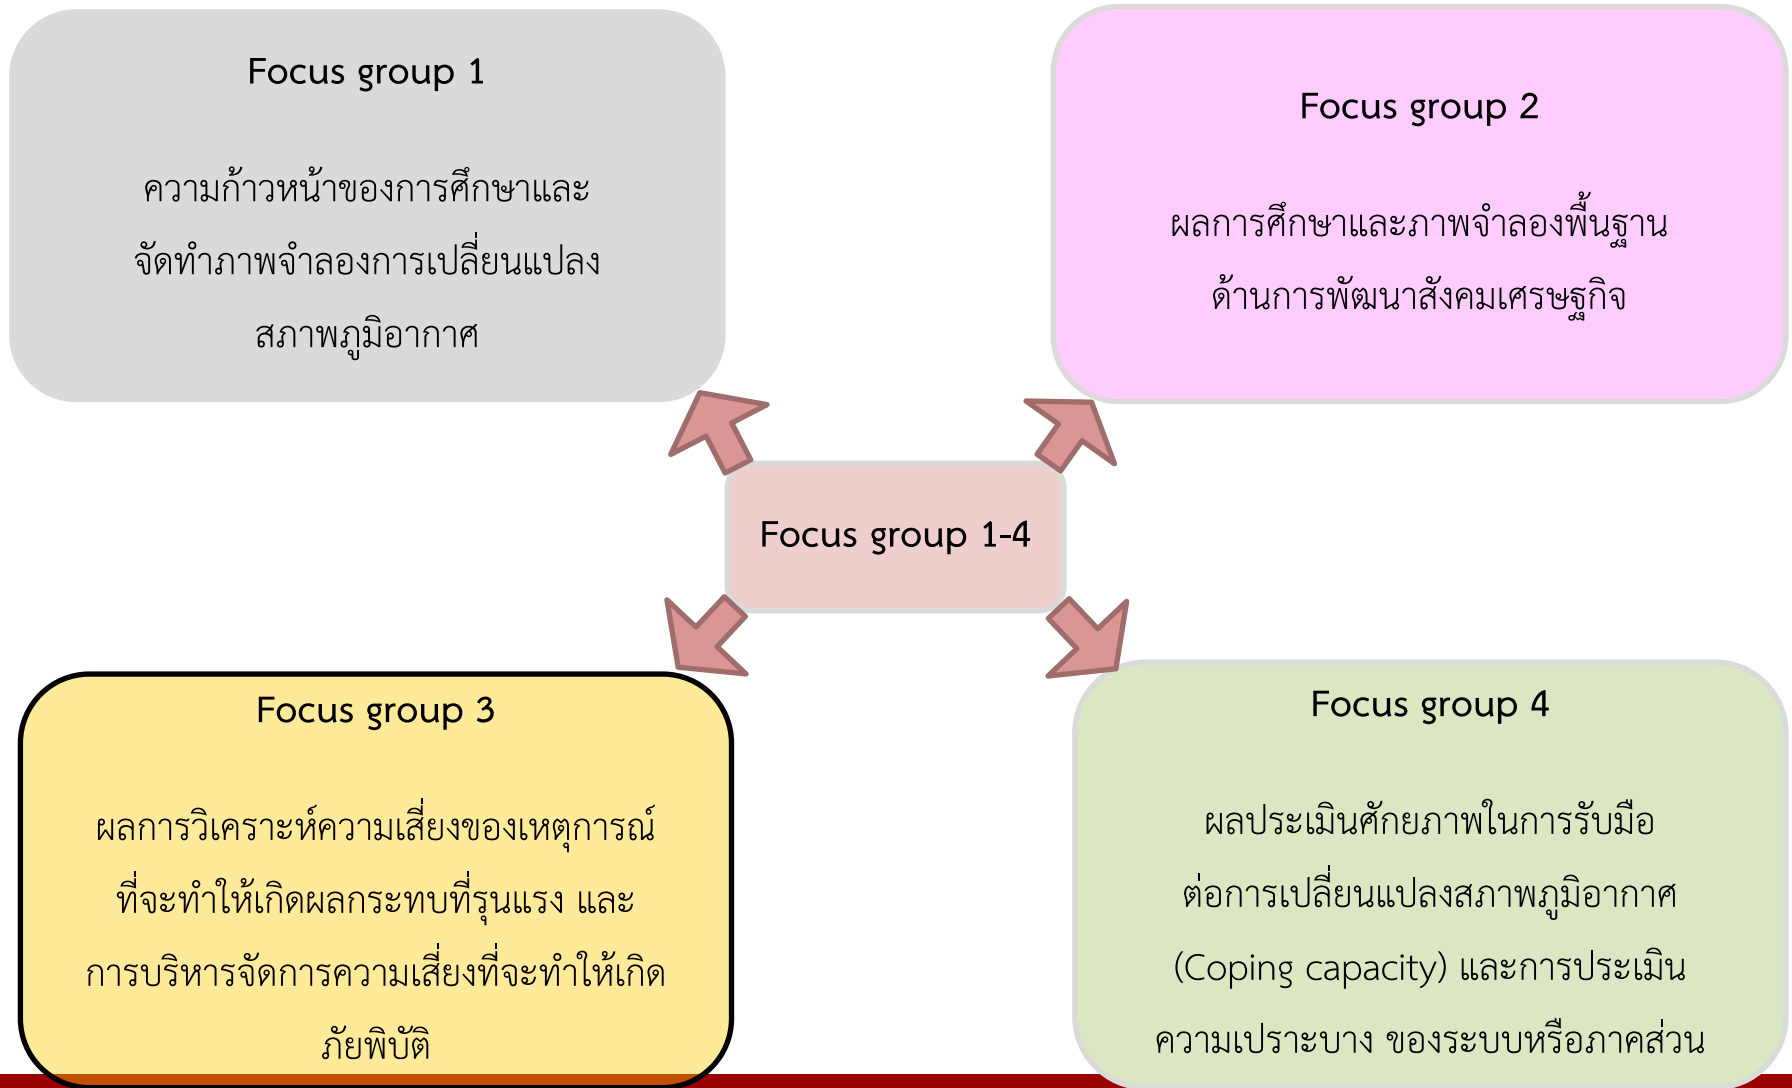 Focus group 1
ความก้าวหน้าของการศึกษาและ
จัดทำภาพจำลองการเปลี่ยนแปลง
สภาพภูมิอากาศ
Focus group 2
ผลการศึกษาและภาพจำลองพื้นฐาน
ด้านการพัฒนาสังคมเศรษฐกิจ
Focus group 1-4
Focus group 3
ผลการวิเคราะห์ความเสี่ยงของเหตุการณ์
ที่จะทำให้เกิดผลกระทบที่รุนแรง และ
การบริหารจัดการความเสี่ยงที่จะทำให้เกิด
ภัยพิบัติ
Focus group 4
ผลประเมินศักยภาพในการรับมือ
ต่อการเปลี่ยนแปลงสภาพภูมิอากาศ
(Coping capacity) และการประเมิน
ความเปราะบาง ของระบบหรือภาคส่วน